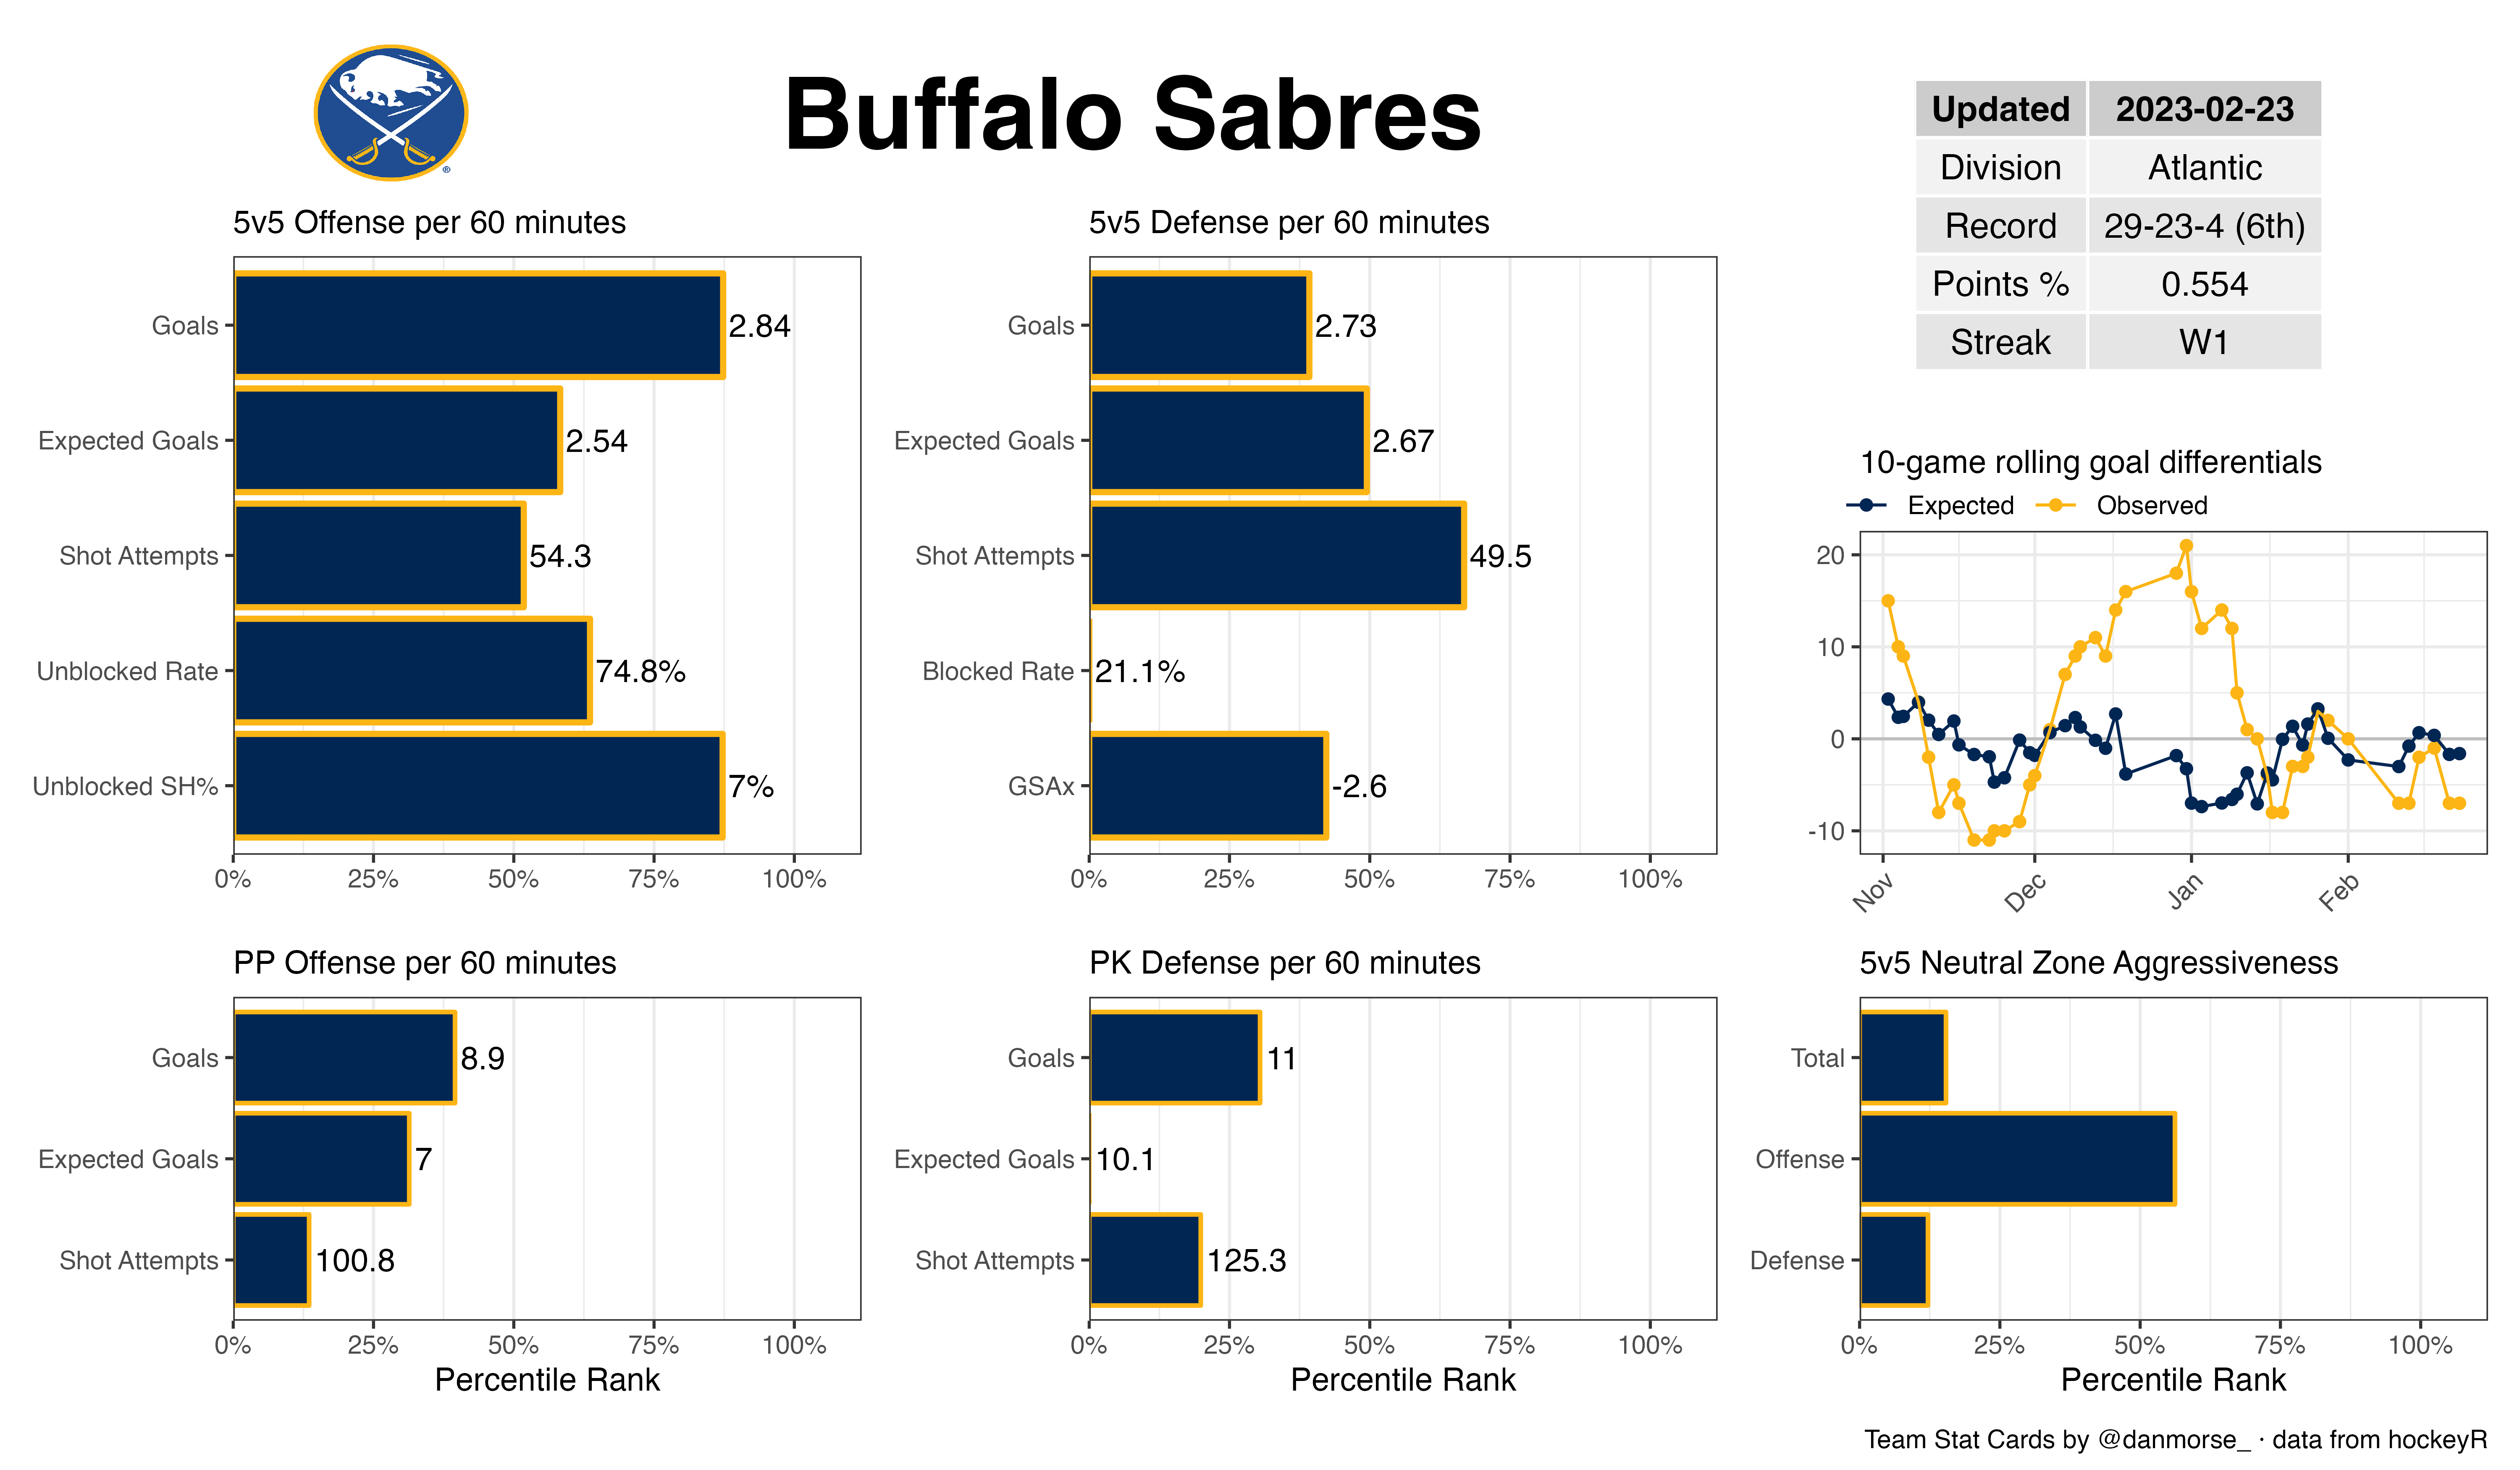 Buffalo Sabres
®
Updated 2023-02-23
Division Atlantic
Record 29-23-4 (6th)
Points % 0.554
Streak W1
5v5 Offense per 60 minutes
Goals 2.84
Expected Goals 2.54
Shot Attempts 54.3
Unblocked Rate 74.8%
Unblocked SH% 7%
0% 25% 50% 75% 100%
5v5 Defense per 60 minutes
Goals 2.73
Expected Goals 2.67
Shot Attempts 49.5
Blocked Rate 21.1%
GSAx -2.6
0% 25% 50% 75% 100%
10-game rolling goal differentials
Expected Observed
20
10
0
-10
Nov Dec Jan Feb
PP Offense per 60 minutes
Goals 8.9
Expected Goals 7
Shot Attempts 100.8
0% 25% 50% 75% 100%
Percentile Rank
PK Defense per 60 minutes
Goals 11
Expected Goals 10.1
Shot Attempts 125.3
0% 25% 50% 75% 100%
Percentile Rank
5v5 Neutral Zone Aggressiveness
Total
Offense
Defense
0% 25% 50% 75% 100%
Percentile Rank
Team Stat Cards by @danmorse_ · data from hockeyR